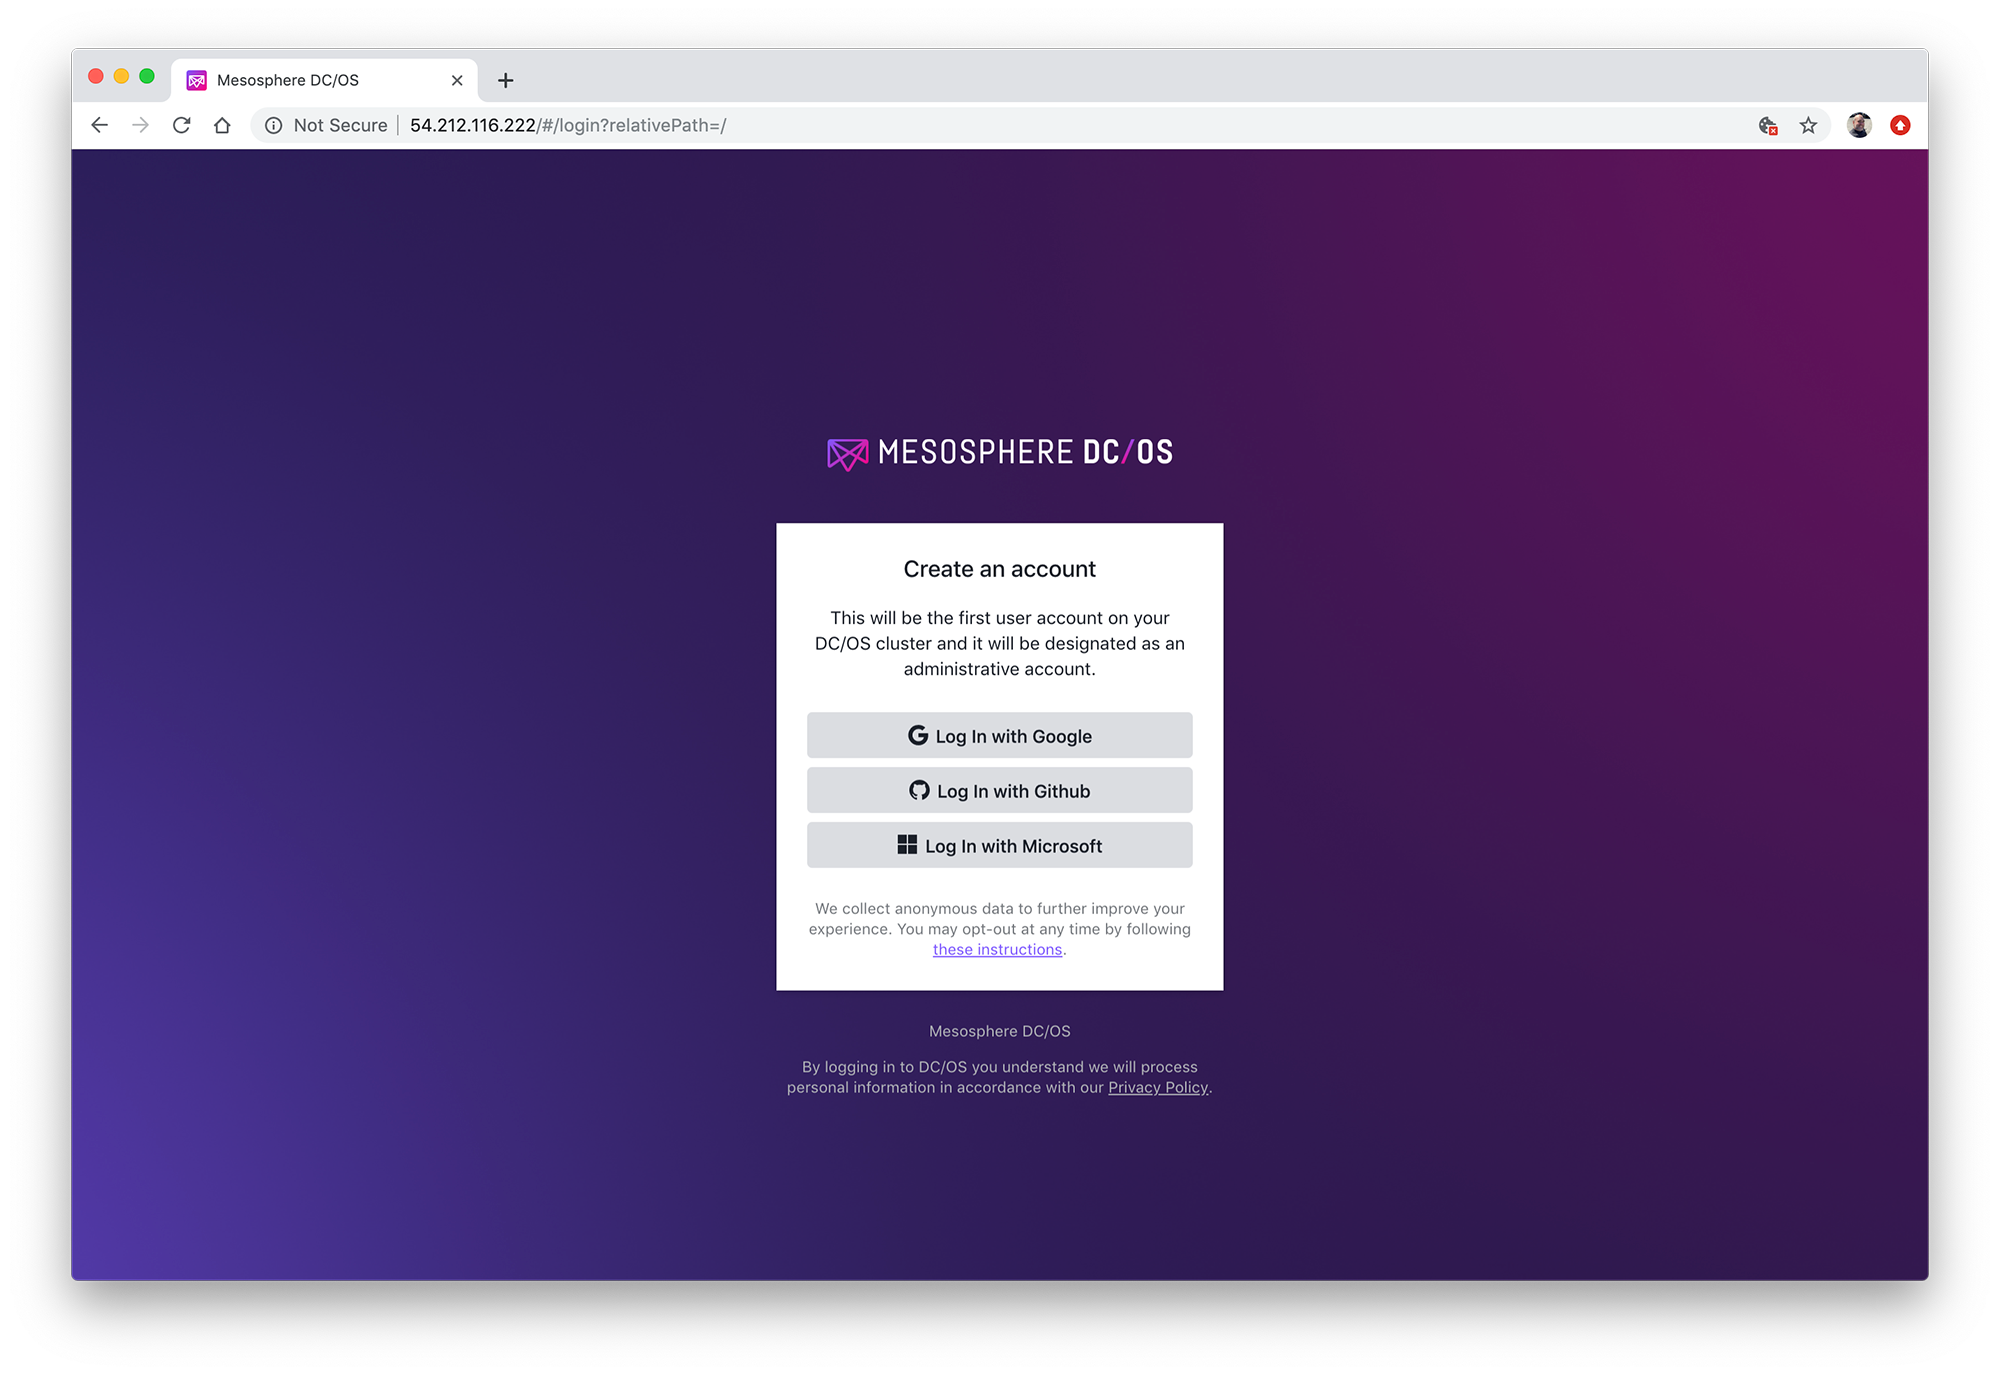 Mesosphere DC/OS
Not Secure 54.212.116.222/#/login?relativePath=/
MESOSPHERE DC/OS
Create an account
This will be the first user account on your
DC/OS cluster and it will be designated as an
administrative account.
Log In with Google
Log In with Github
Log In with Microsoft
We collect anonymous data to further improve your
experience. You may opt-out at any time by following
these instructions.
Mesosphere DC/OS
By logging in to DC/OS you understand we will process
personal information in accordance with our Privacy Policy.